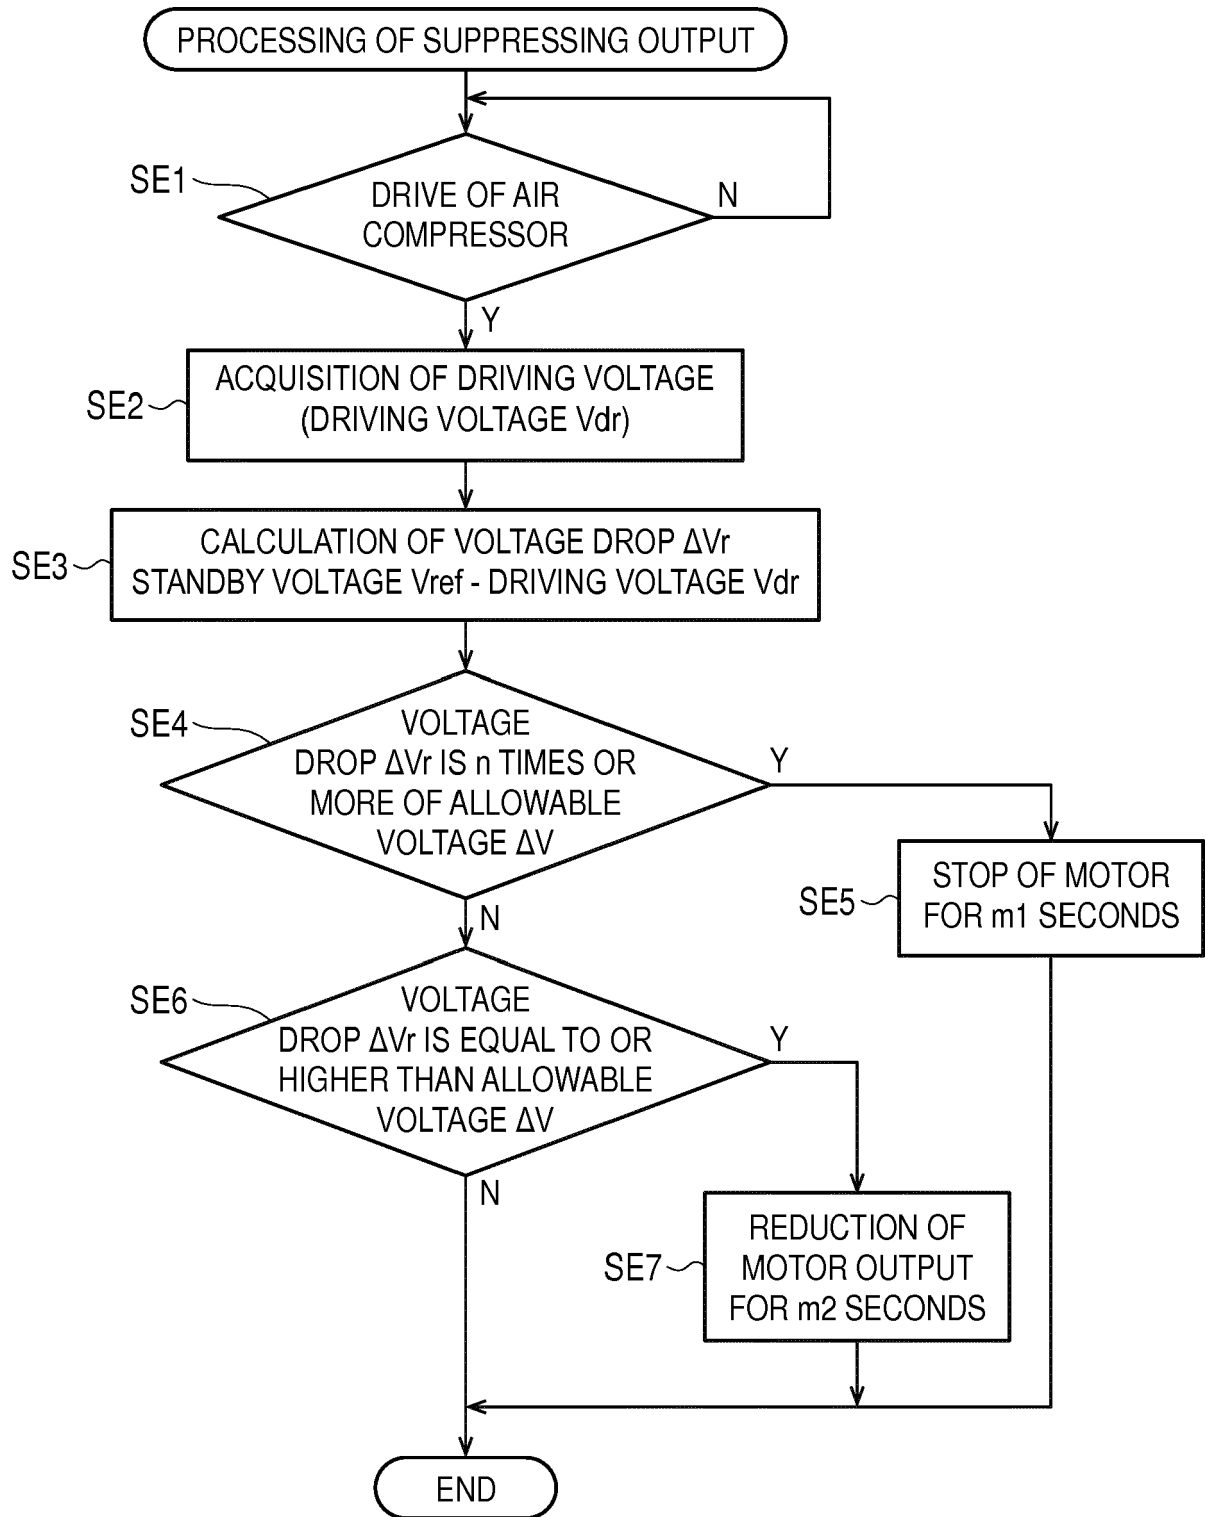 PROCESSING OF SUPPRESSING OUTPUT
SE1
DRIVE OF AIR
COMPRESSOR
N
Y
SE2
ACQUISITION OF DRIVING VOLTAGE
(DRIVING VOLTAGE Vdr)
SE3
CALCULATION OF VOLTAGE DROP ΔVr
STANDBY VOLTAGE Vref - DRIVING VOLTAGE Vdr
SE4
VOLTAGE
DROP ΔVr IS n TIMES OR
MORE OF ALLOWABLE
VOLTAGE ΔV
Y
N
SE5
STOP OF MOTOR
FOR m1 SECONDS
SE6
VOLTAGE
DROP ΔVr IS EQUAL TO OR
HIGHER THAN ALLOWABLE
VOLTAGE ΔV
Y
N
SE7
REDUCTION OF
MOTOR OUTPUT
FOR m2 SECONDS
END